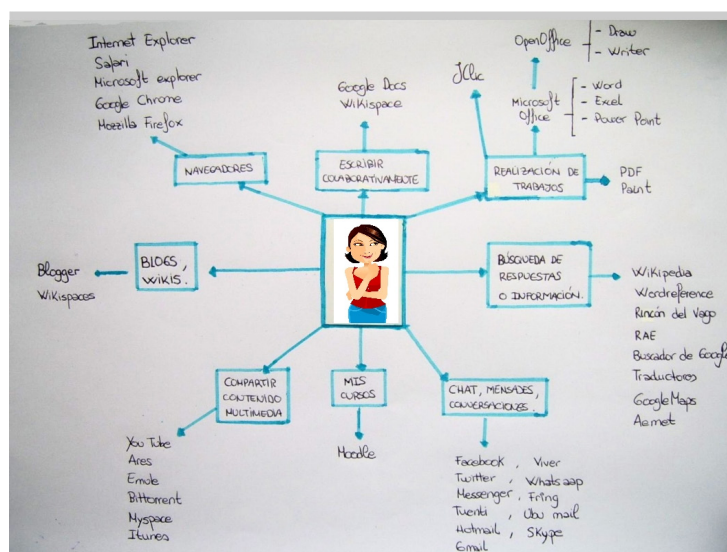 Internet Explorer
Safari
Microsoft explorer
Google Chrome
Mozzilla Firefox
NAVEGADORES
Google Docs
Wikispace
ESCRIBIR
COLABORATIVAMENTE
JClic
OpenOffice
- Draw
- Writer
Microsoft
Office
- Word
- Excel
- Power Point
REALIZACIÓN DE
TRABAJOS
PDF
Paint
BLOGS,
WIKIS.
Blogger
Wikispaces
BÚSQUEDA DE
RESPUESTAS
O INFORMACIÓN.
Wikipedia
Wordreference
Rincón del Vago
RAE
Buscador de Google
Traductores
Google Maps
Aemet
COMPARTIR
CONTENIDO
MULTIMEDIA
You Tube
Ares
Emule
Bittorrent
Myspace
Itunes
MIS
CURSOS
Moodle
CHAT, MENSAJES,
CONVERSACIONES.
Facebook, Viver
Twitter, Whatsaap
Messenger, Fring
Tuenti, Ubu mail
Hotmail, Skype
Gmail